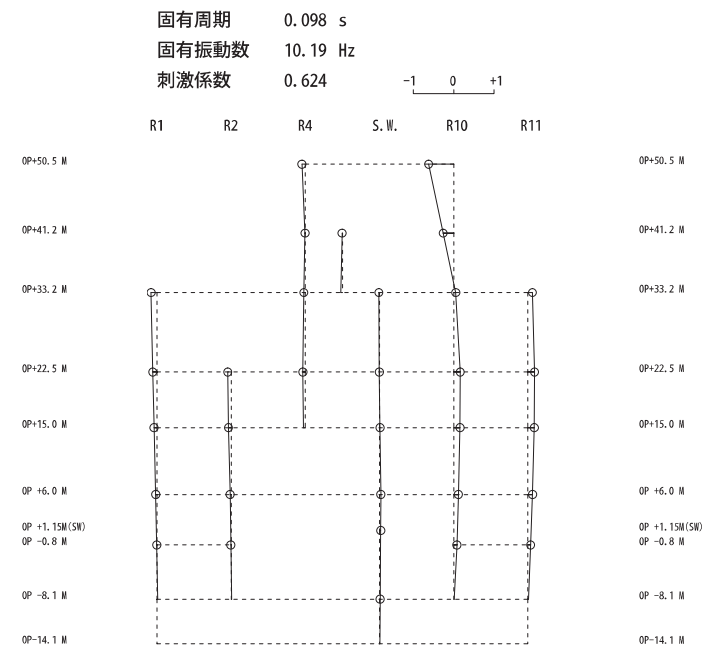 固有周期 0.098 s
固有振動数 10.19 Hz
刺激係数 0.624
-1 0 +1
R1 R2 R4 S.W. R10 R11
OP+50.5 M OP+50.5 M
OP+41.2 M OP+41.2 M
OP+33.2 M OP+33.2 M
OP+22.5 M OP+22.5 M
OP+15.0 M OP+15.0 M
OP +6.0 M OP +6.0 M
OP +1.15M(SW) OP +1.15M(SW)
OP -0.8 M OP -0.8 M
OP -8.1 M OP -8.1 M
OP-14.1 M OP-14.1 M